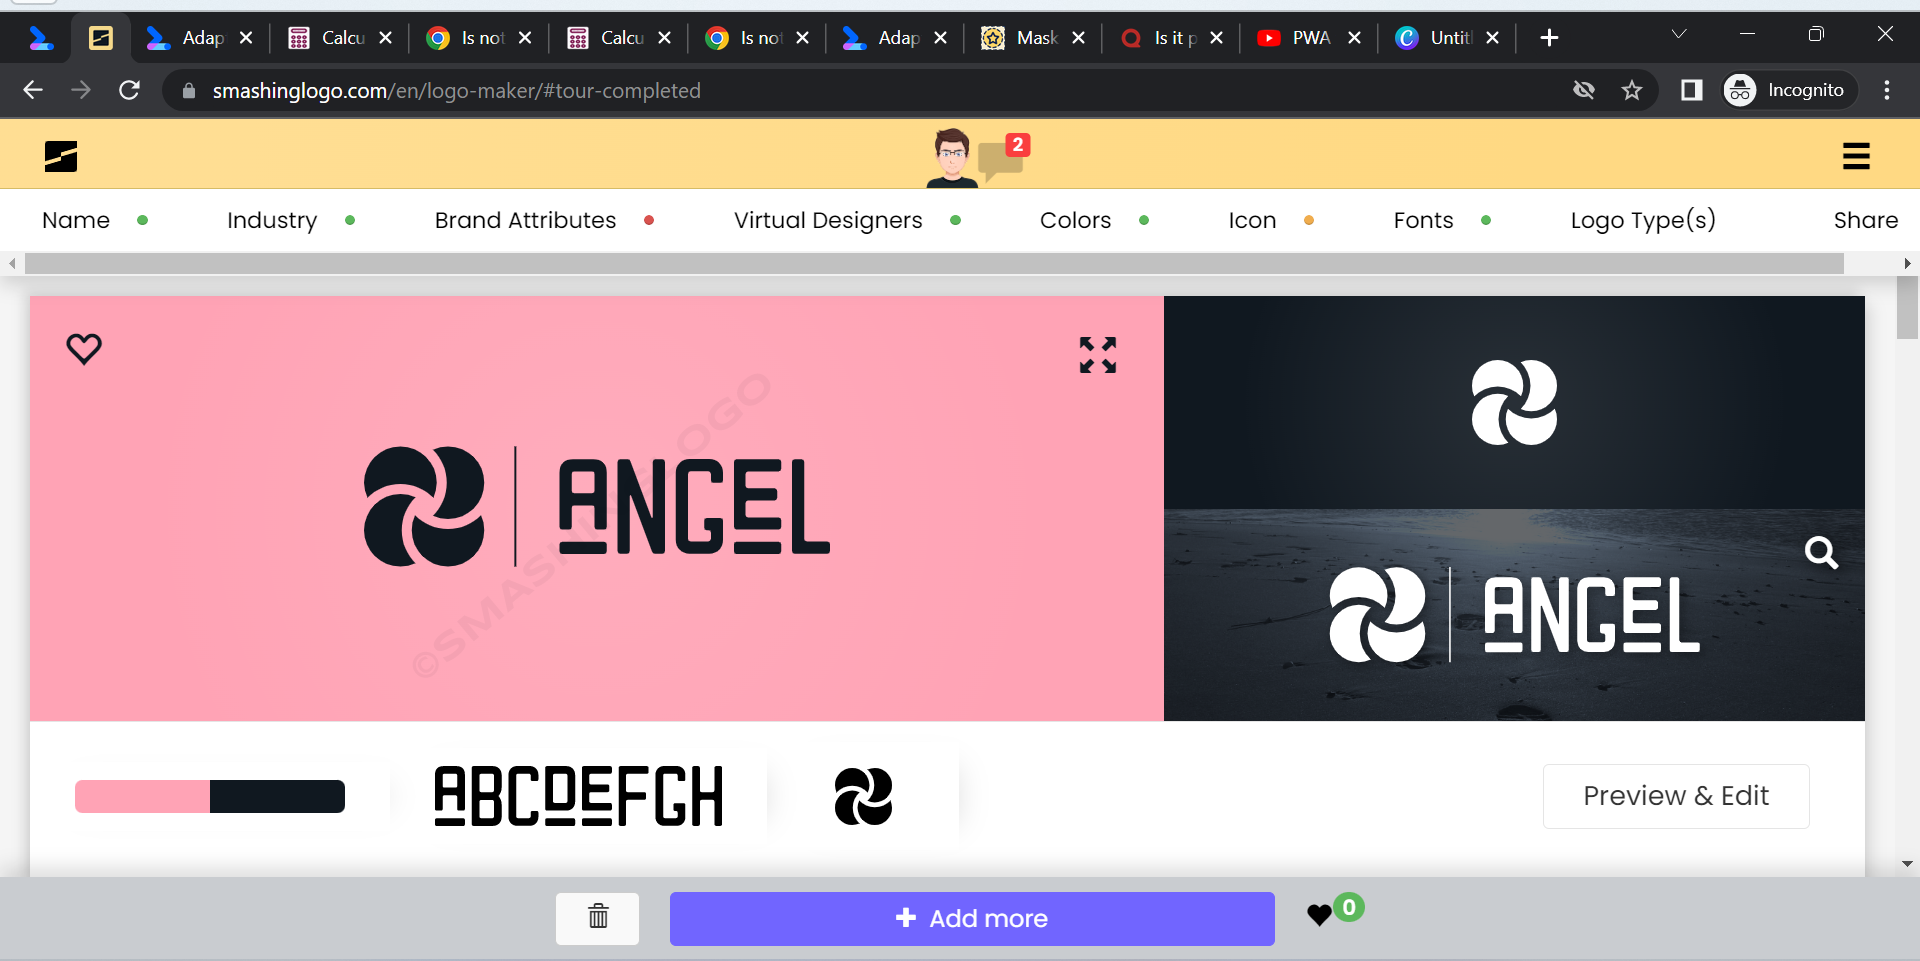 Adap
Calcu
Is not
Calcu
Is not
Adap
Mask
Is it p
PWA
Untitl
smashinglogo.com/en/logo-maker/#tour-completed
Incognito
2
Name
Industry
Brand Attributes
Virtual Designers
Colors
Icon
Fonts
Logo Type(s)
Share
ANGEL
©SMASHINGLOGO
ANGEL
ABCDEFGH
Preview & Edit
+ Add more
0